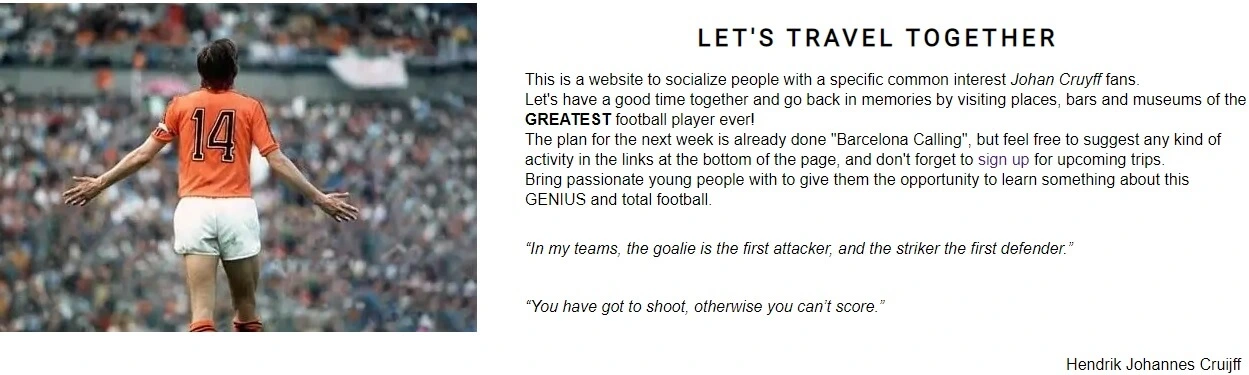 14
LET'S TRAVEL TOGETHER
This is a website to socialize people with a specific common interest Johan Cruyff fans.
Let's have a good time together and go back in memories by visiting places, bars and museums of the
GREATEST football player ever!
The plan for the next week is already done "Barcelona Calling", but feel free to suggest any kind of
activity in the links at the bottom of the page, and don't forget to sign up for upcoming trips.
Bring passionate young people with to give them the opportunity to learn something about this
GENIUS and total football.
“In my teams, the goalie is the first attacker, and the striker the first defender.”
“You have got to shoot, otherwise you can’t score.”
Hendrik Johannes Cruijff